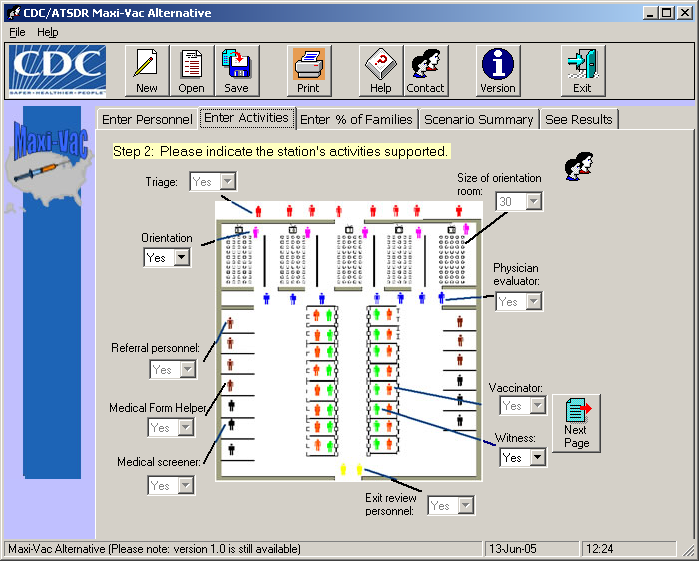 CDC/ATSDR Maxi-Vac Alternative
File Help
CDC
SAFER • HEALTHIER • PEOPLE
New Open Save Print Help Contact Version Exit
Maxi-Vac
Enter Personnel Enter Activities Enter % of Families Scenario Summary See Results
Step 2: Please indicate the station's activities supported.
Triage: Yes
Size of orientation
room:
30
Orientation
Yes
Physician
evaluator:
Yes
Referral personnel:
Yes
Medical Form Helper
Yes
Medical screener:
Yes
Vaccinator:
Yes
Witness:
Yes
Next
Page
Exit review
personnel:
Yes
Maxi-Vac Alternative (Please note: version 1.0 is still available) 13-Jun-05 12:24